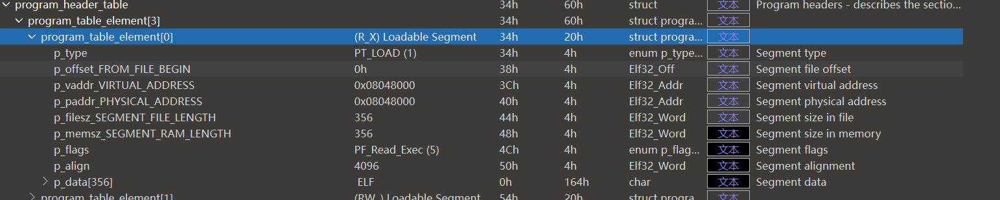 program_header_table 34h 60h struct 文本 Program headers - describes the sectio...
program_table_element[3] 34h 60h struct progra... 文本
program_table_element[0] (R_X) Loadable Segment 34h 20h struct progra... 文本
p_type PT_LOAD (1) 34h 4h enum p_type... 文本 Segment type
p_offset_FROM_FILE_BEGIN 0h 38h 4h Elf32_Off 文本 Segment file offset
p_vaddr_VIRTUAL_ADDRESS 0x08048000 3Ch 4h Elf32_Addr 文本 Segment virtual address
p_paddr_PHYSICAL_ADDRESS 0x08048000 40h 4h Elf32_Addr 文本 Segment physical address
p_filesz_SEGMENT_FILE_LENGTH 356 44h 4h Elf32_Word 文本 Segment size in file
p_memsz_SEGMENT_RAM_LENGTH 356 48h 4h Elf32_Word 文本 Segment size in memory
p_flags PF_Read_Exec (5) 4Ch 4h enum p_flag... 文本 Segment flags
p_align 4096 50h 4h Elf32_Word 文本 Segment alignment
p_data[356] ELF 0h 164h char 文本 Segment data
program_table_element[1] (RW_) Loadable Segment 54h 20h struct progra... 文本